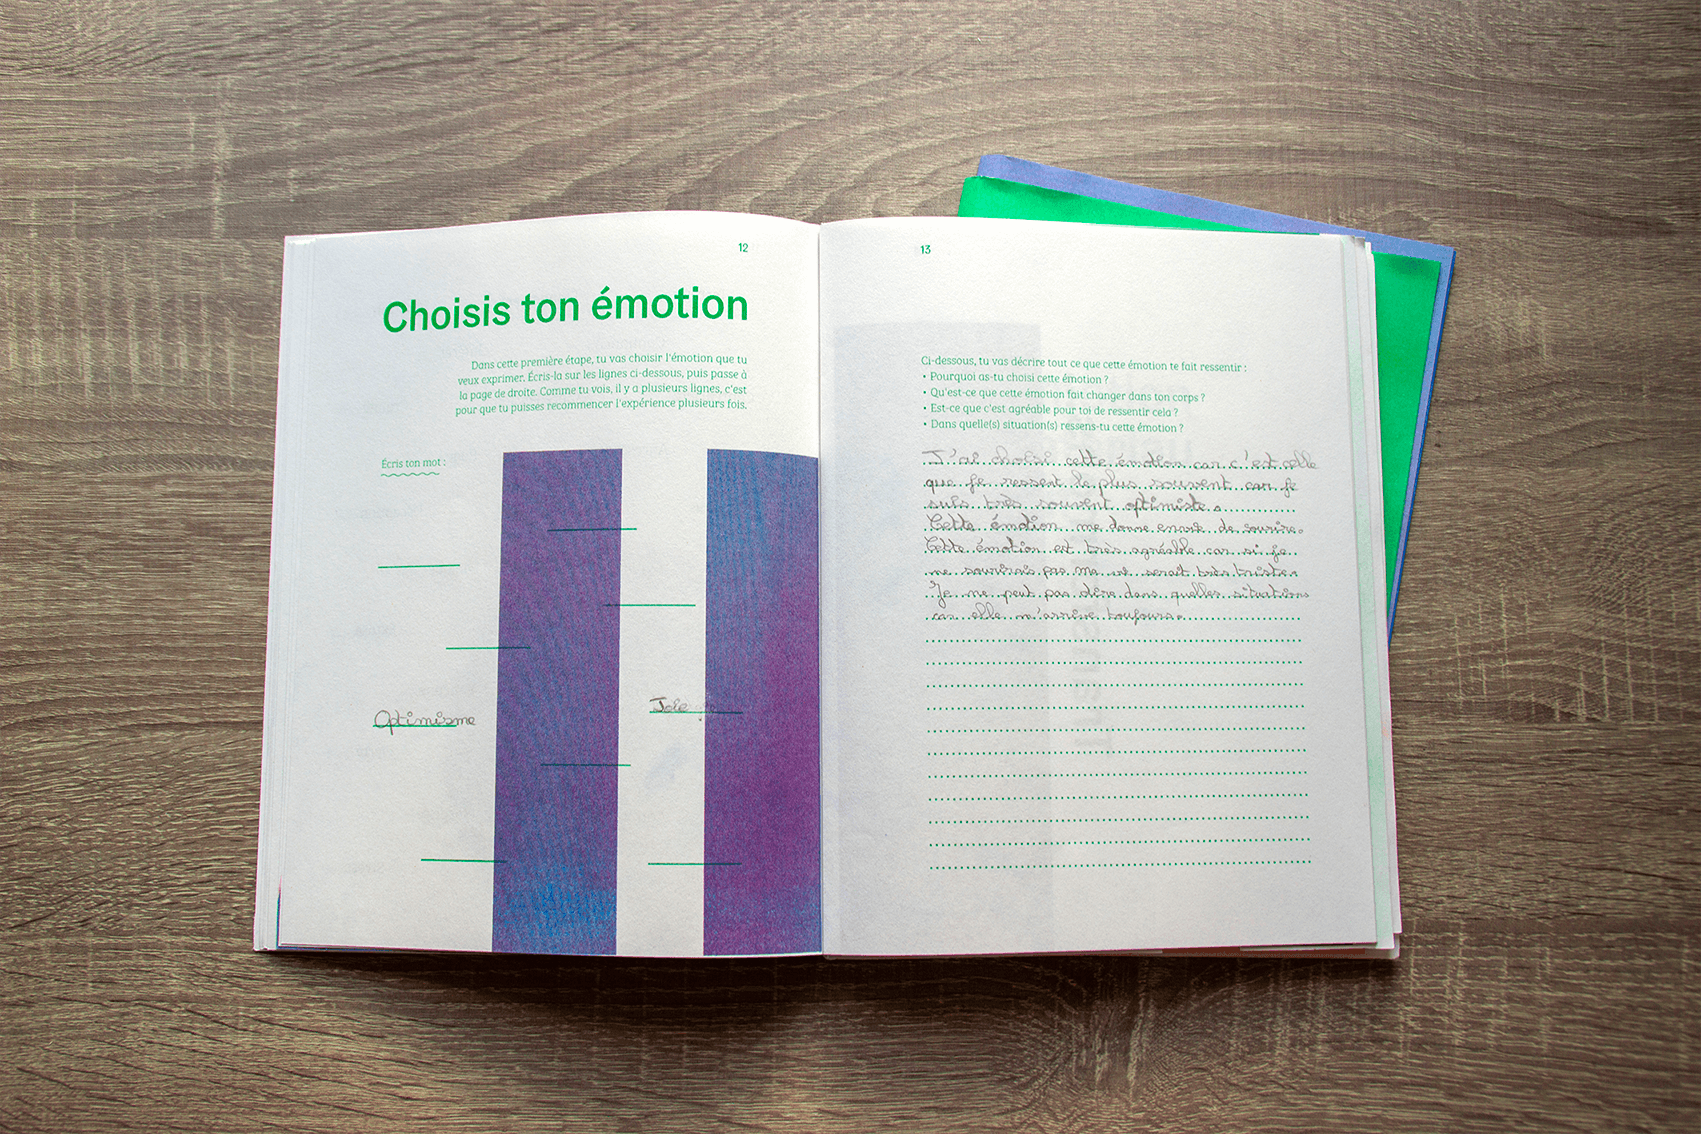 12
Choisis ton émotion
Dans cette première étape, tu vas choisir l'émotion que tu
veux exprimer. Écris-la sur les lignes ci-dessous, puis passe à
la page de droite. Comme tu vois, il y a plusieurs lignes, c'est
pour que tu puisses recommencer l'expérience plusieurs fois.
Écris ton mot :
Optimisme
Joie
13
Ci-dessous, tu vas décrire tout ce que cette émotion te fait ressentir :
• Pourquoi as-tu choisi cette émotion ?
• Qu'est-ce que cette émotion fait changer dans ton corps ?
• Est-ce que c'est agréable pour toi de ressentir cela ?
• Dans quelle(s) situation(s) ressens-tu cette émotion ?
J'ai choisi cette émotion car c'est celle
que je ressent le plus souvent car je
suis très souvent optimiste.
Cette émotion me donne envie de sourire.
Cette émotion est très agréable car si je
ne sourirais pas ma vie serait très triste.
Je ne peut pas dire dans quelles situations
car elle m'arrive toujours.